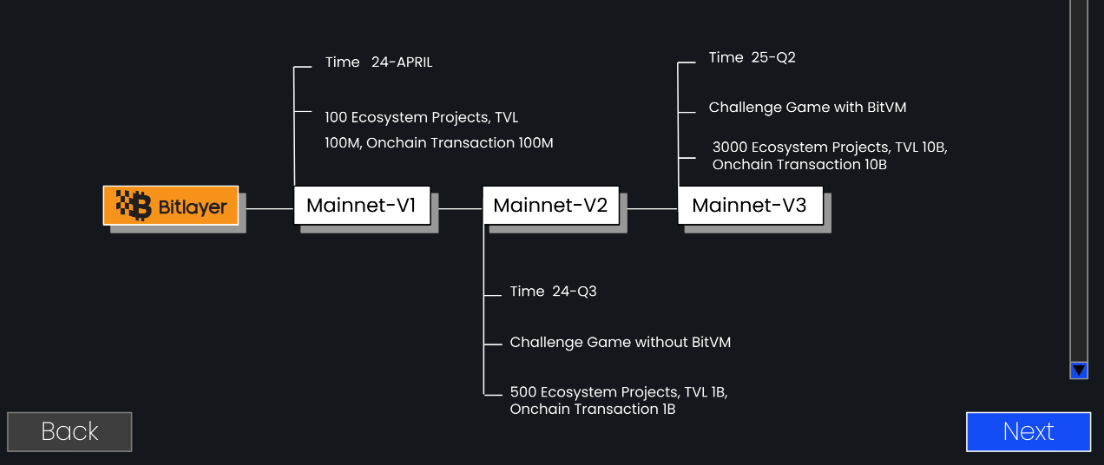 Time 24-APRIL
100 Ecosystem Projects, TVL
100M, Onchain Transaction 100M
Time 25-Q2
Challenge Game with BitVM
3000 Ecosystem Projects, TVL 10B,
Onchain Transaction 10B
Bitlayer
Mainnet-V1
Mainnet-V2
Mainnet-V3
Time 24-Q3
Challenge Game without BitVM
500 Ecosystem Projects, TVL 1B,
Onchain Transaction 1B
Back
Next